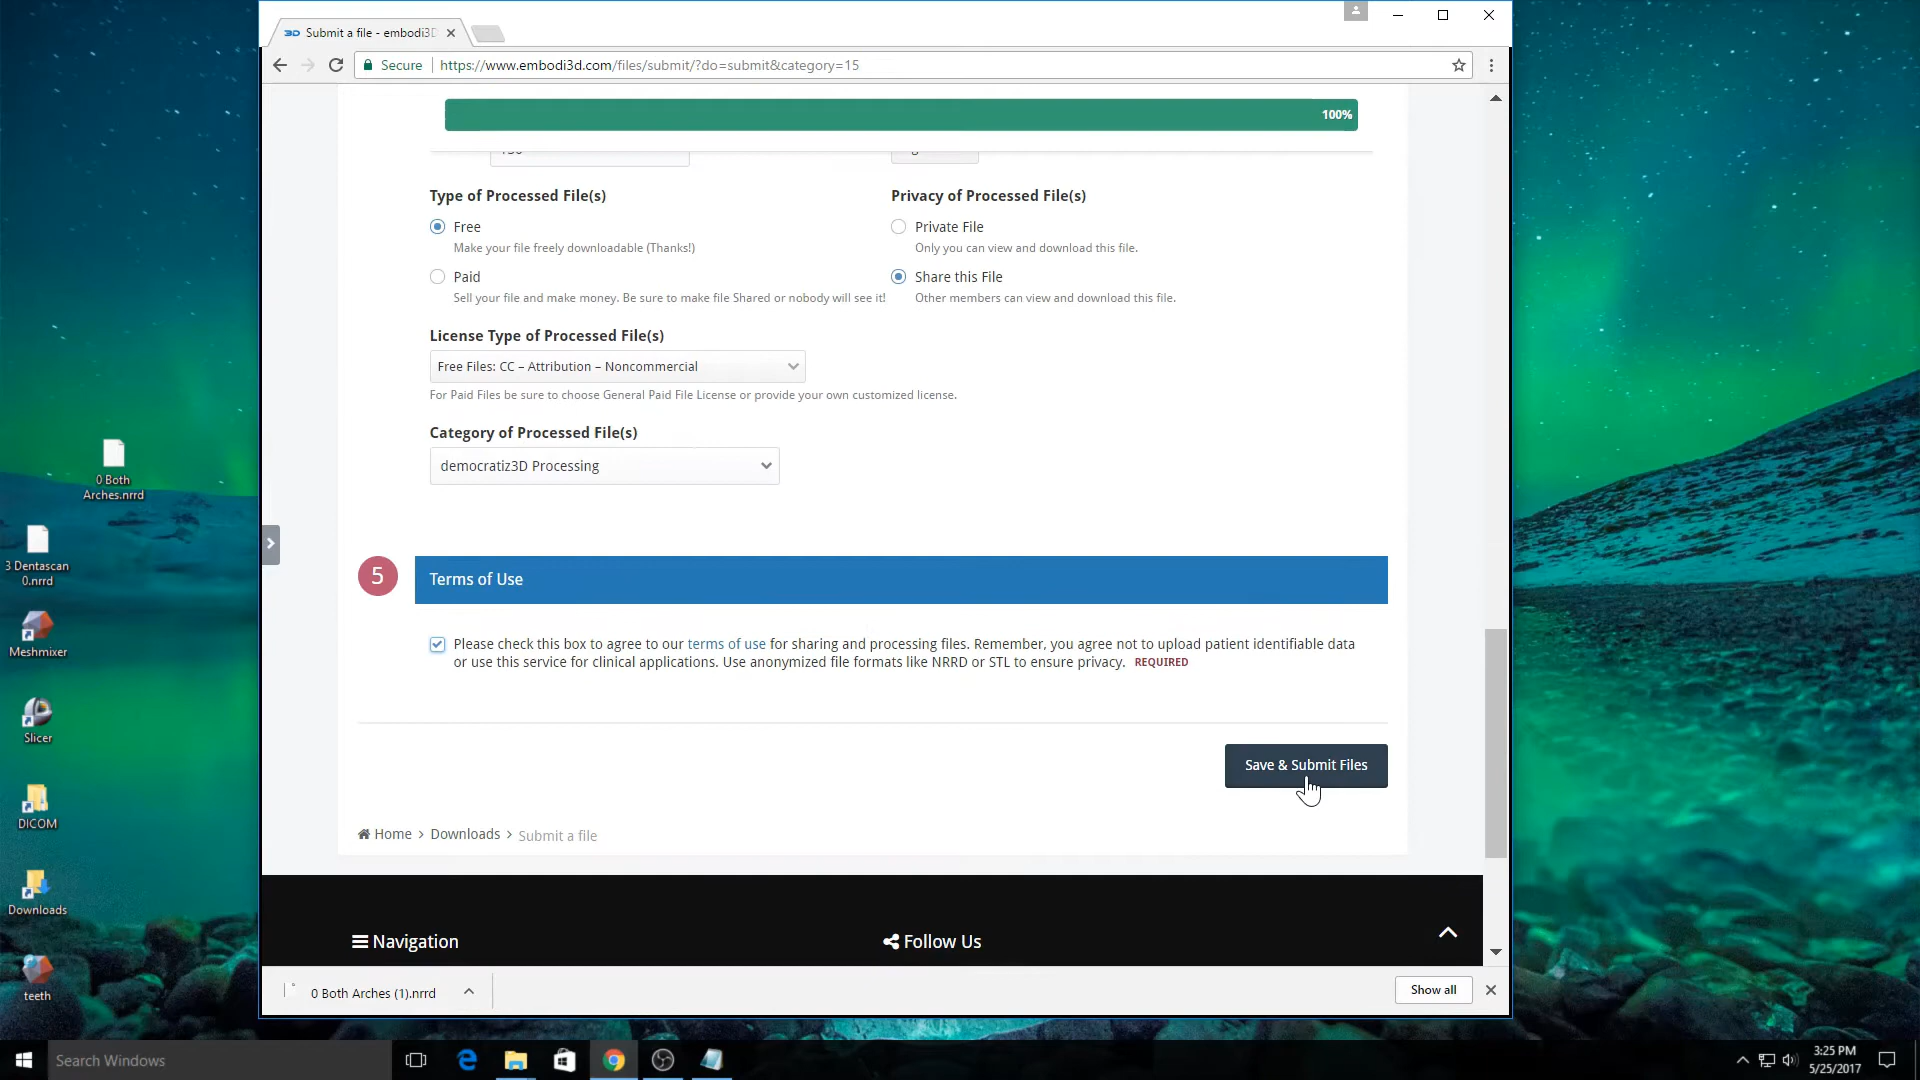 Submit a file - embodi3D
Secure
https://www.embodi3d.com/files/submit/?do=submit&category=15
100%
Type of Processed File(s)
Privacy of Processed File(s)
Free
Private File
Make your file freely downloadable (Thanks!)
Only you can view and download this file.
Paid
Share this File
Sell your file and make money. Be sure to make file Shared or nobody will see it!
Other members can view and download this file.
License Type of Processed File(s)
Free Files: CC – Attribution – Noncommercial
For Paid Files be sure to choose General Paid File License or provide your own customized license.
Category of Processed File(s)
democratiz3D Processing
5
Terms of Use
Please check this box to agree to our terms of use for sharing and processing files. Remember, you agree not to upload patient identifiable data
or use this service for clinical applications. Use anonymized file formats like NRRD or STL to ensure privacy. REQUIRED
Save & Submit Files
Home > Downloads > Submit a file
Navigation
Follow Us
0 Both Arches (1).nrrd
Show all
0 Both
Arches.nrrd
3 Dentascan
0.nrrd
Meshmixer
Slicer
DICOM
Downloads
teeth
Search Windows
3:25 PM
5/25/2017